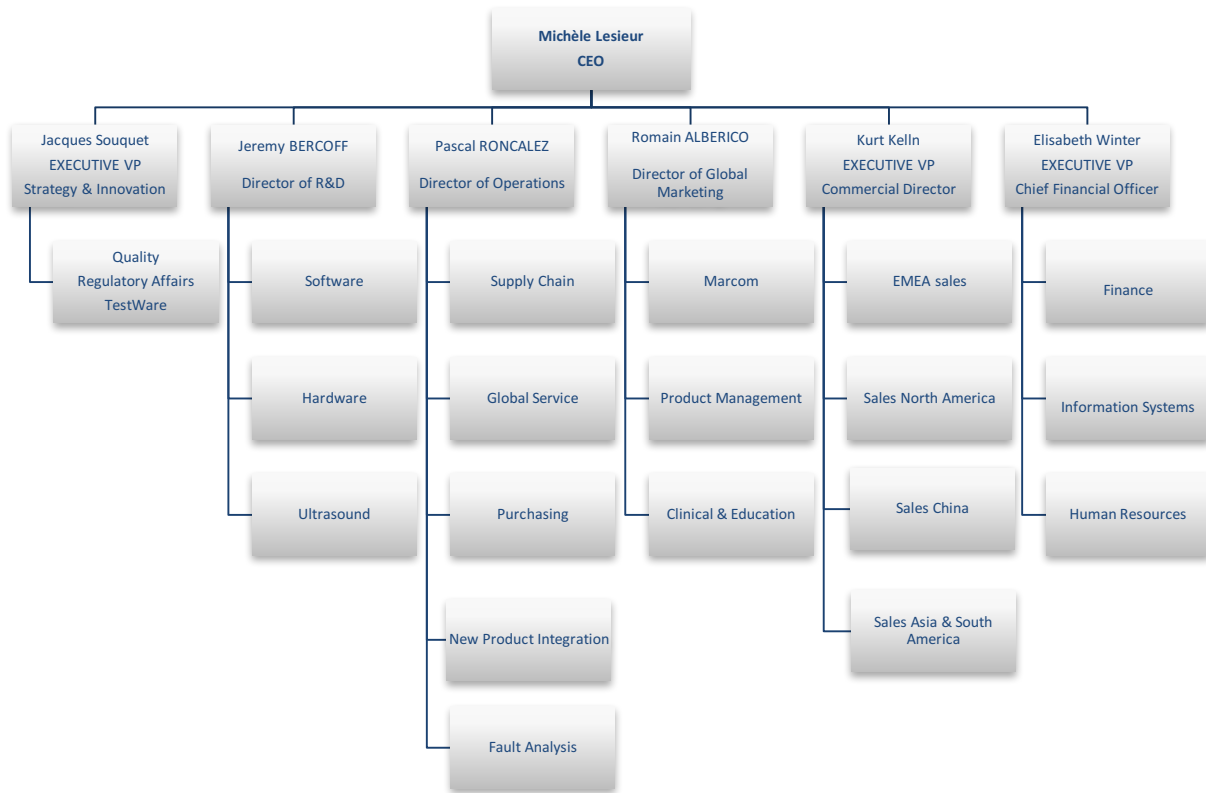 Michèle Lesieur
CEO
Jacques Souquet
EXECUTIVE VP
Strategy & Innovation
Jeremy BERCOFF
Director of R&D
Pascal RONCALEZ
Director of Operations
Romain ALBERICO
Director of Global
Marketing
Kurt Kelln
EXECUTIVE VP
Commercial Director
Elisabeth Winter
EXECUTIVE VP
Chief Financial Officer
Quality
Regulatory Affairs
TestWare
Software
Supply Chain
Marcom
EMEA sales
Finance
Hardware
Global Service
Product Management
Sales North America
Information Systems
Ultrasound
Purchasing
Clinical & Education
Sales China
Human Resources
New Product Integration
Sales Asia & South
America
Fault Analysis